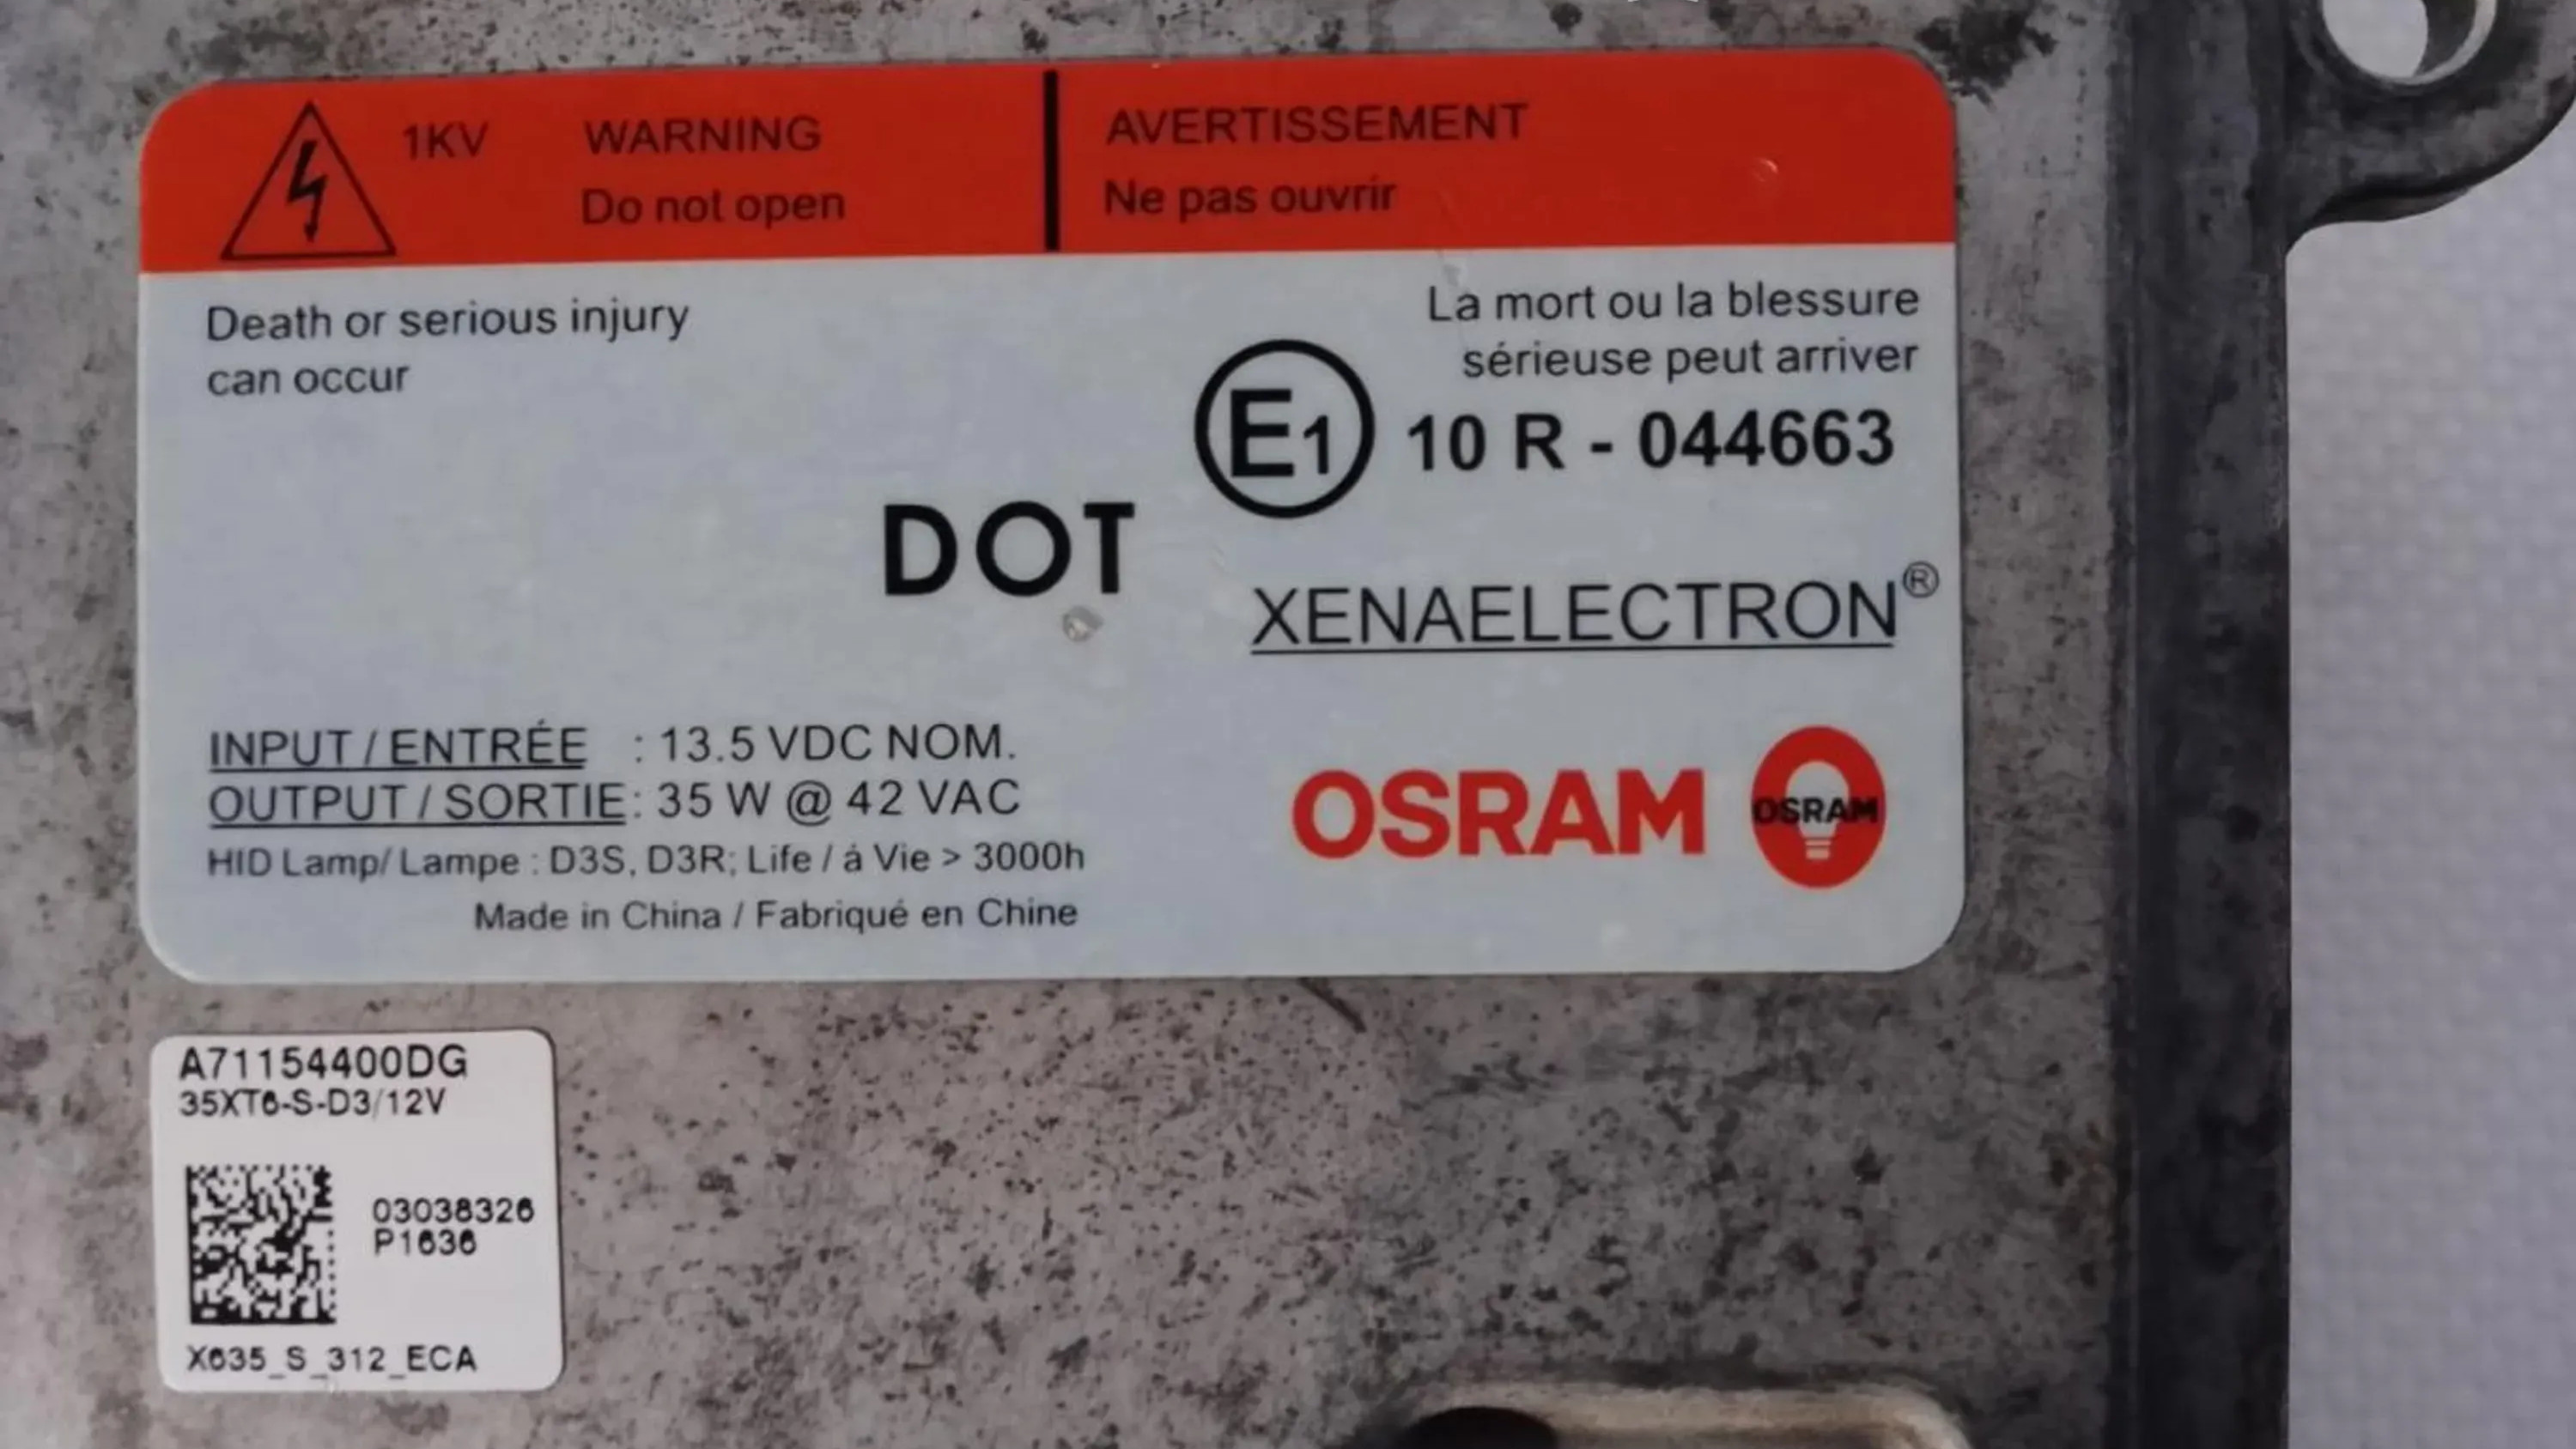 1KV WARNING
Do not open
AVERTISSEMENT
Ne pas ouvrir
Death or serious injury
can occur
La mort ou la blessure
sérieuse peut arriver
E1 10 R - 044663
DOT
XENAELECTRON®
INPUT / ENTRÉE : 13.5 VDC NOM.
OUTPUT / SORTIE : 35 W @ 42 VAC
HID Lamp/ Lampe : D3S, D3R; Life / á Vie > 3000h
Made in China / Fabriqué en Chine
OSRAM
OSRAM
A71154400DG
35XT6-S-D3/12V
03038326
P1636
X635_S_312_ECA